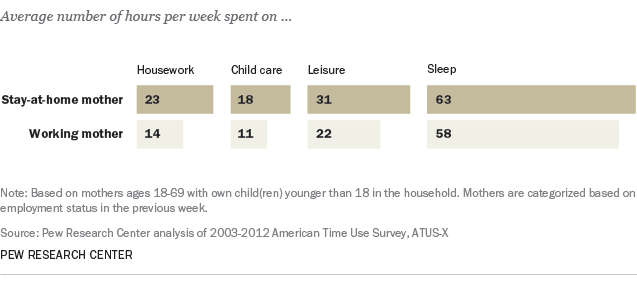 Average number of hours per week spent on ...
Housework Child care Leisure Sleep
Stay-at-home mother 23 18 31 63
Working mother 14 11 22 58
Note: Based on mothers ages 18-69 with own child(ren) younger than 18 in the household. Mothers are categorized based on
employment status in the previous week.
Source: Pew Research Center analysis of 2003-2012 American Time Use Survey, ATUS-X
PEW RESEARCH CENTER